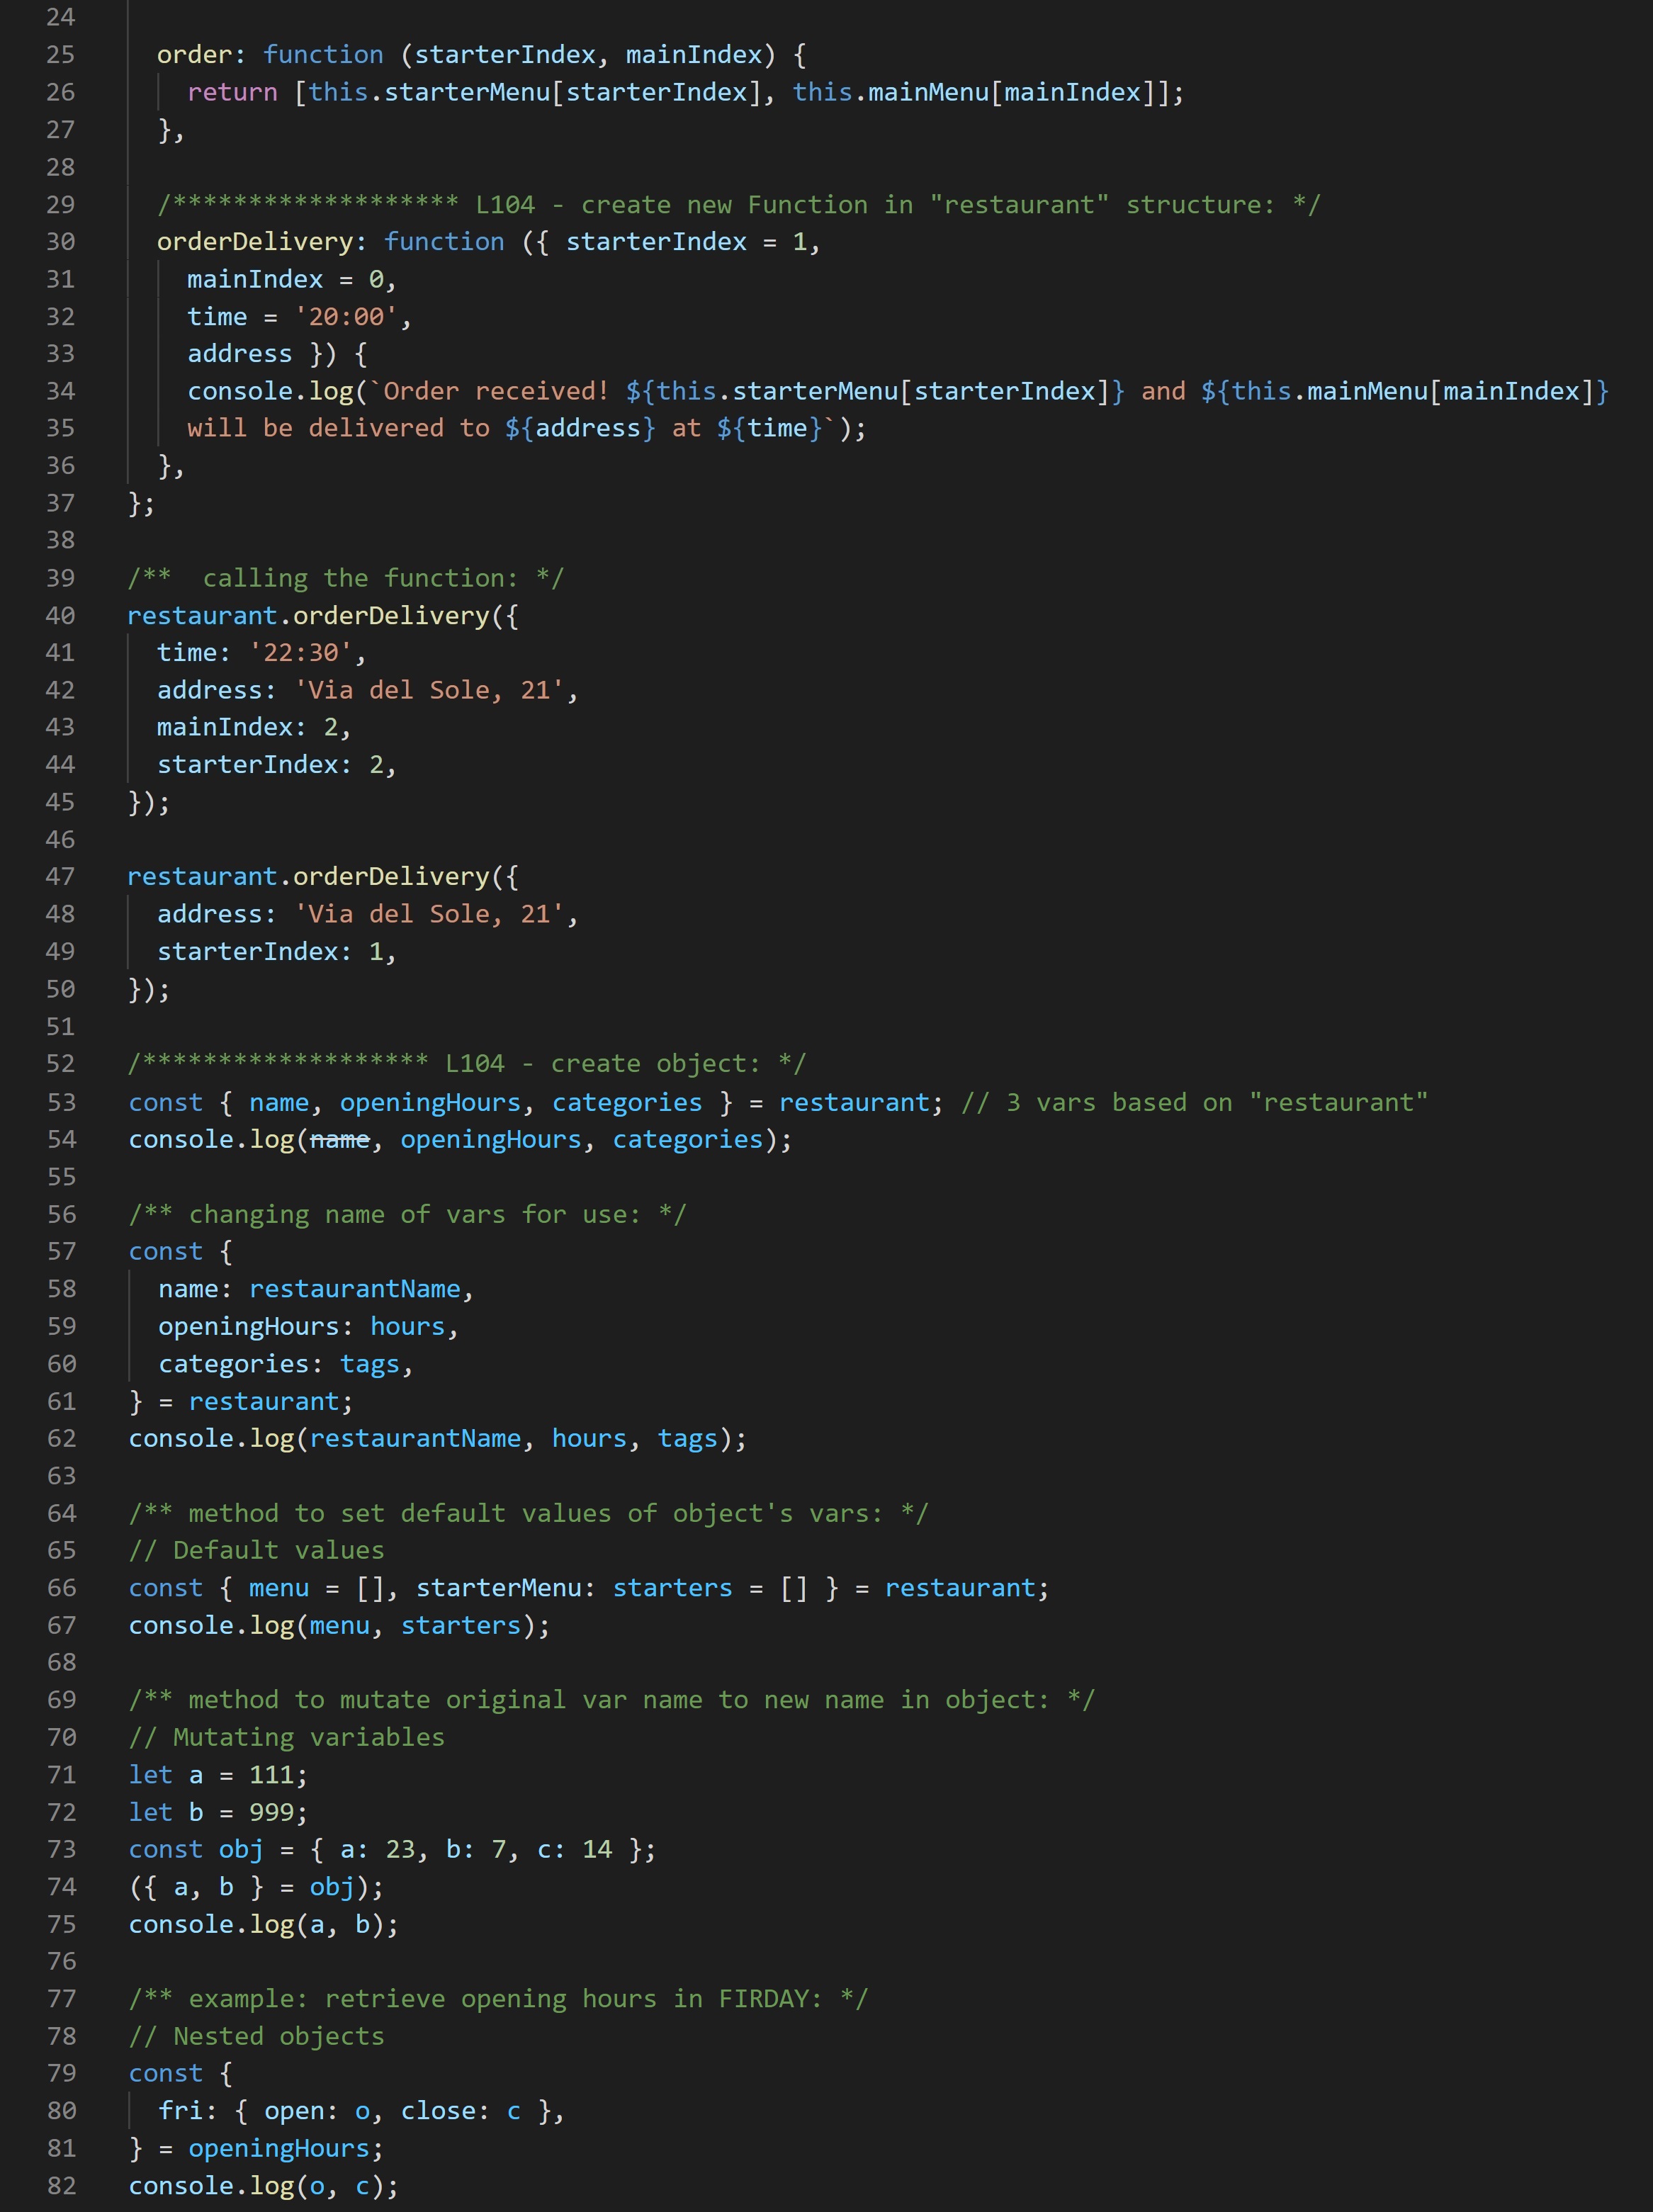 24
25 order: function (starterIndex, mainIndex) {
26 return [this.starterMenu[starterIndex], this.mainMenu[mainIndex]];
27 },
28
29 /******************* L104 - create new Function in "restaurant" structure: */
30 orderDelivery: function ({ starterIndex = 1,
31 mainIndex = 0,
32 time = '20:00',
33 address }) {
34 console.log(`Order received! ${this.starterMenu[starterIndex]} and ${this.mainMenu[mainIndex]}
35 will be delivered to ${address} at ${time}`);
36 },
37 };
38
39 /**  calling the function: */
40 restaurant.orderDelivery({
41 time: '22:30',
42 address: 'Via del Sole, 21',
43 mainIndex: 2,
44 starterIndex: 2,
45 });
46
47 restaurant.orderDelivery({
48 address: 'Via del Sole, 21',
49 starterIndex: 1,
50 });
51
52 /******************* L104 - create object: */
53 const { name, openingHours, categories } = restaurant; // 3 vars based on "restaurant"
54 console.log(name, openingHours, categories);
55
56 /** changing name of vars for use: */
57 const {
58 name: restaurantName,
59 openingHours: hours,
60 categories: tags,
61 } = restaurant;
62 console.log(restaurantName, hours, tags);
63
64 /** method to set default values of object's vars: */
65 // Default values
66 const { menu = [], starterMenu: starters = [] } = restaurant;
67 console.log(menu, starters);
68
69 /** method to mutate original var name to new name in object: */
70 // Mutating variables
71 let a = 111;
72 let b = 999;
73 const obj = { a: 23, b: 7, c: 14 };
74 ({ a, b } = obj);
75 console.log(a, b);
76
77 /** example: retrieve opening hours in FIRDAY: */
78 // Nested objects
79 const {
80 fri: { open: o, close: c },
81 } = openingHours;
82 console.log(o, c);